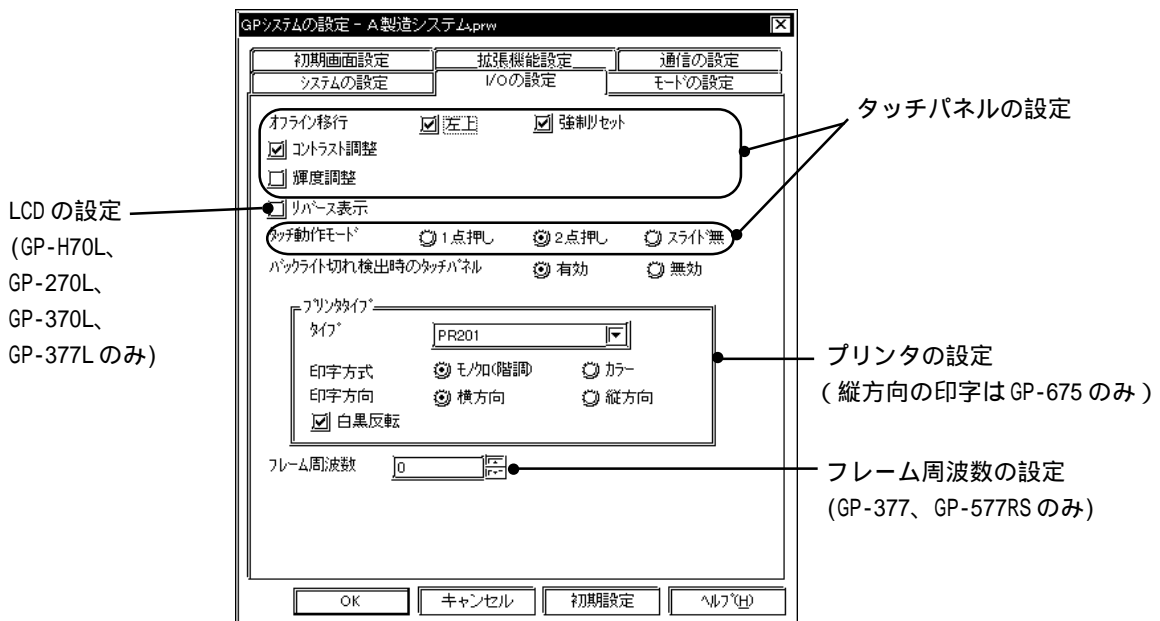 GPシステムの設定 - A製造システム.prw
初期画面設定 拡張機能設定 通信の設定
システムの設定 I/Oの設定 モードの設定
オフライン移行 左上 強制リセット
コントラスト調整
輝度調整
リバース表示
タッチ動作モード 1点押し 2点押し スライド無
バックライト切れ検出時のタッチパネル 有効 無効
プリンタタイプ
タイプ PR201
印字方式 モノクロ(階調) カラー
印字方向 横方向 縦方向
白黒反転
フレーム周波数 0
OK キャンセル 初期設定 ヘルプ(H)
タッチパネルの設定
LCDの設定
(GP-H70L、
GP-270L、
GP-370L、
GP-377Lのみ)
プリンタの設定
(縦方向の印字はGP-675のみ)
フレーム周波数の設定
(GP-377、GP-577RSのみ)